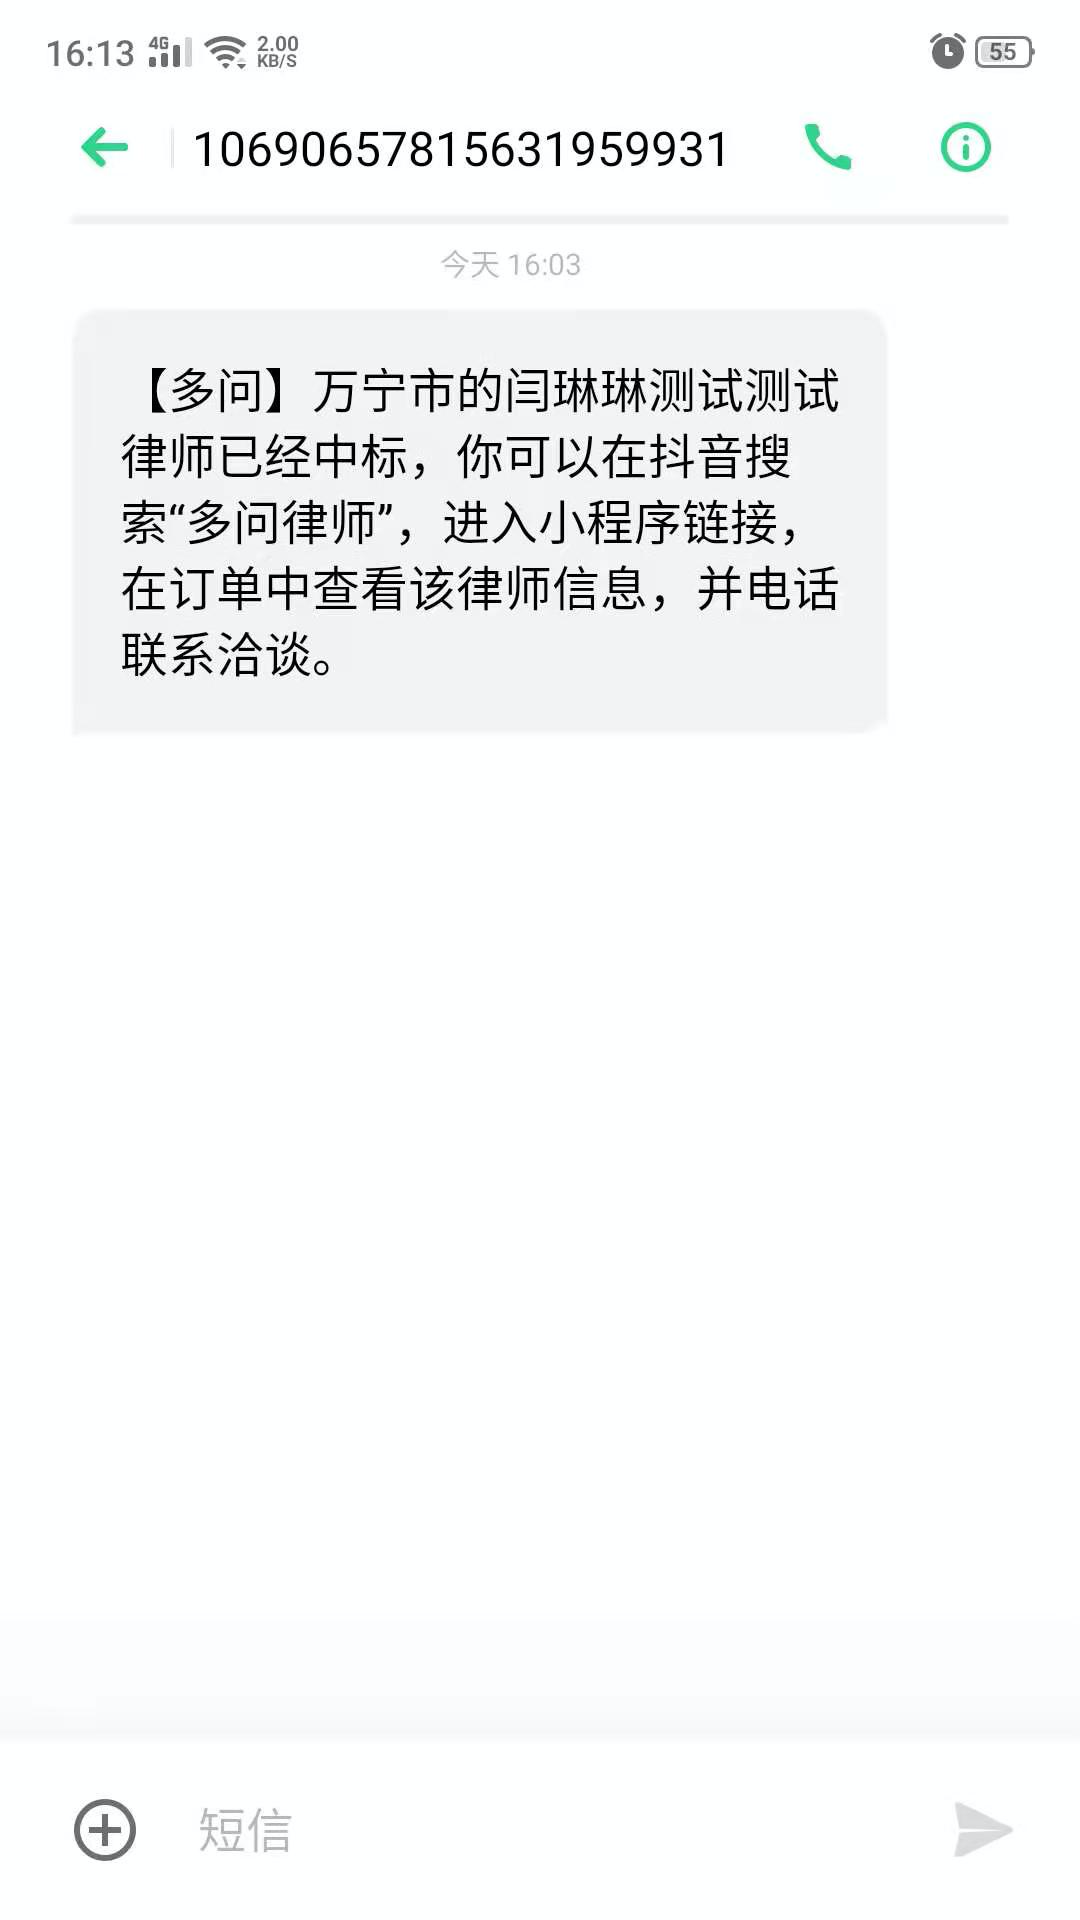 16:13 4G 2.00 KB/S 55
10690657815631959931
今天 16:03
【多问】万宁市的闫琳琳测试测试
律师已经中标，你可以在抖音搜
索“多问律师”，进入小程序链接，
在订单中查看该律师信息，并电话
联系洽谈。
短信